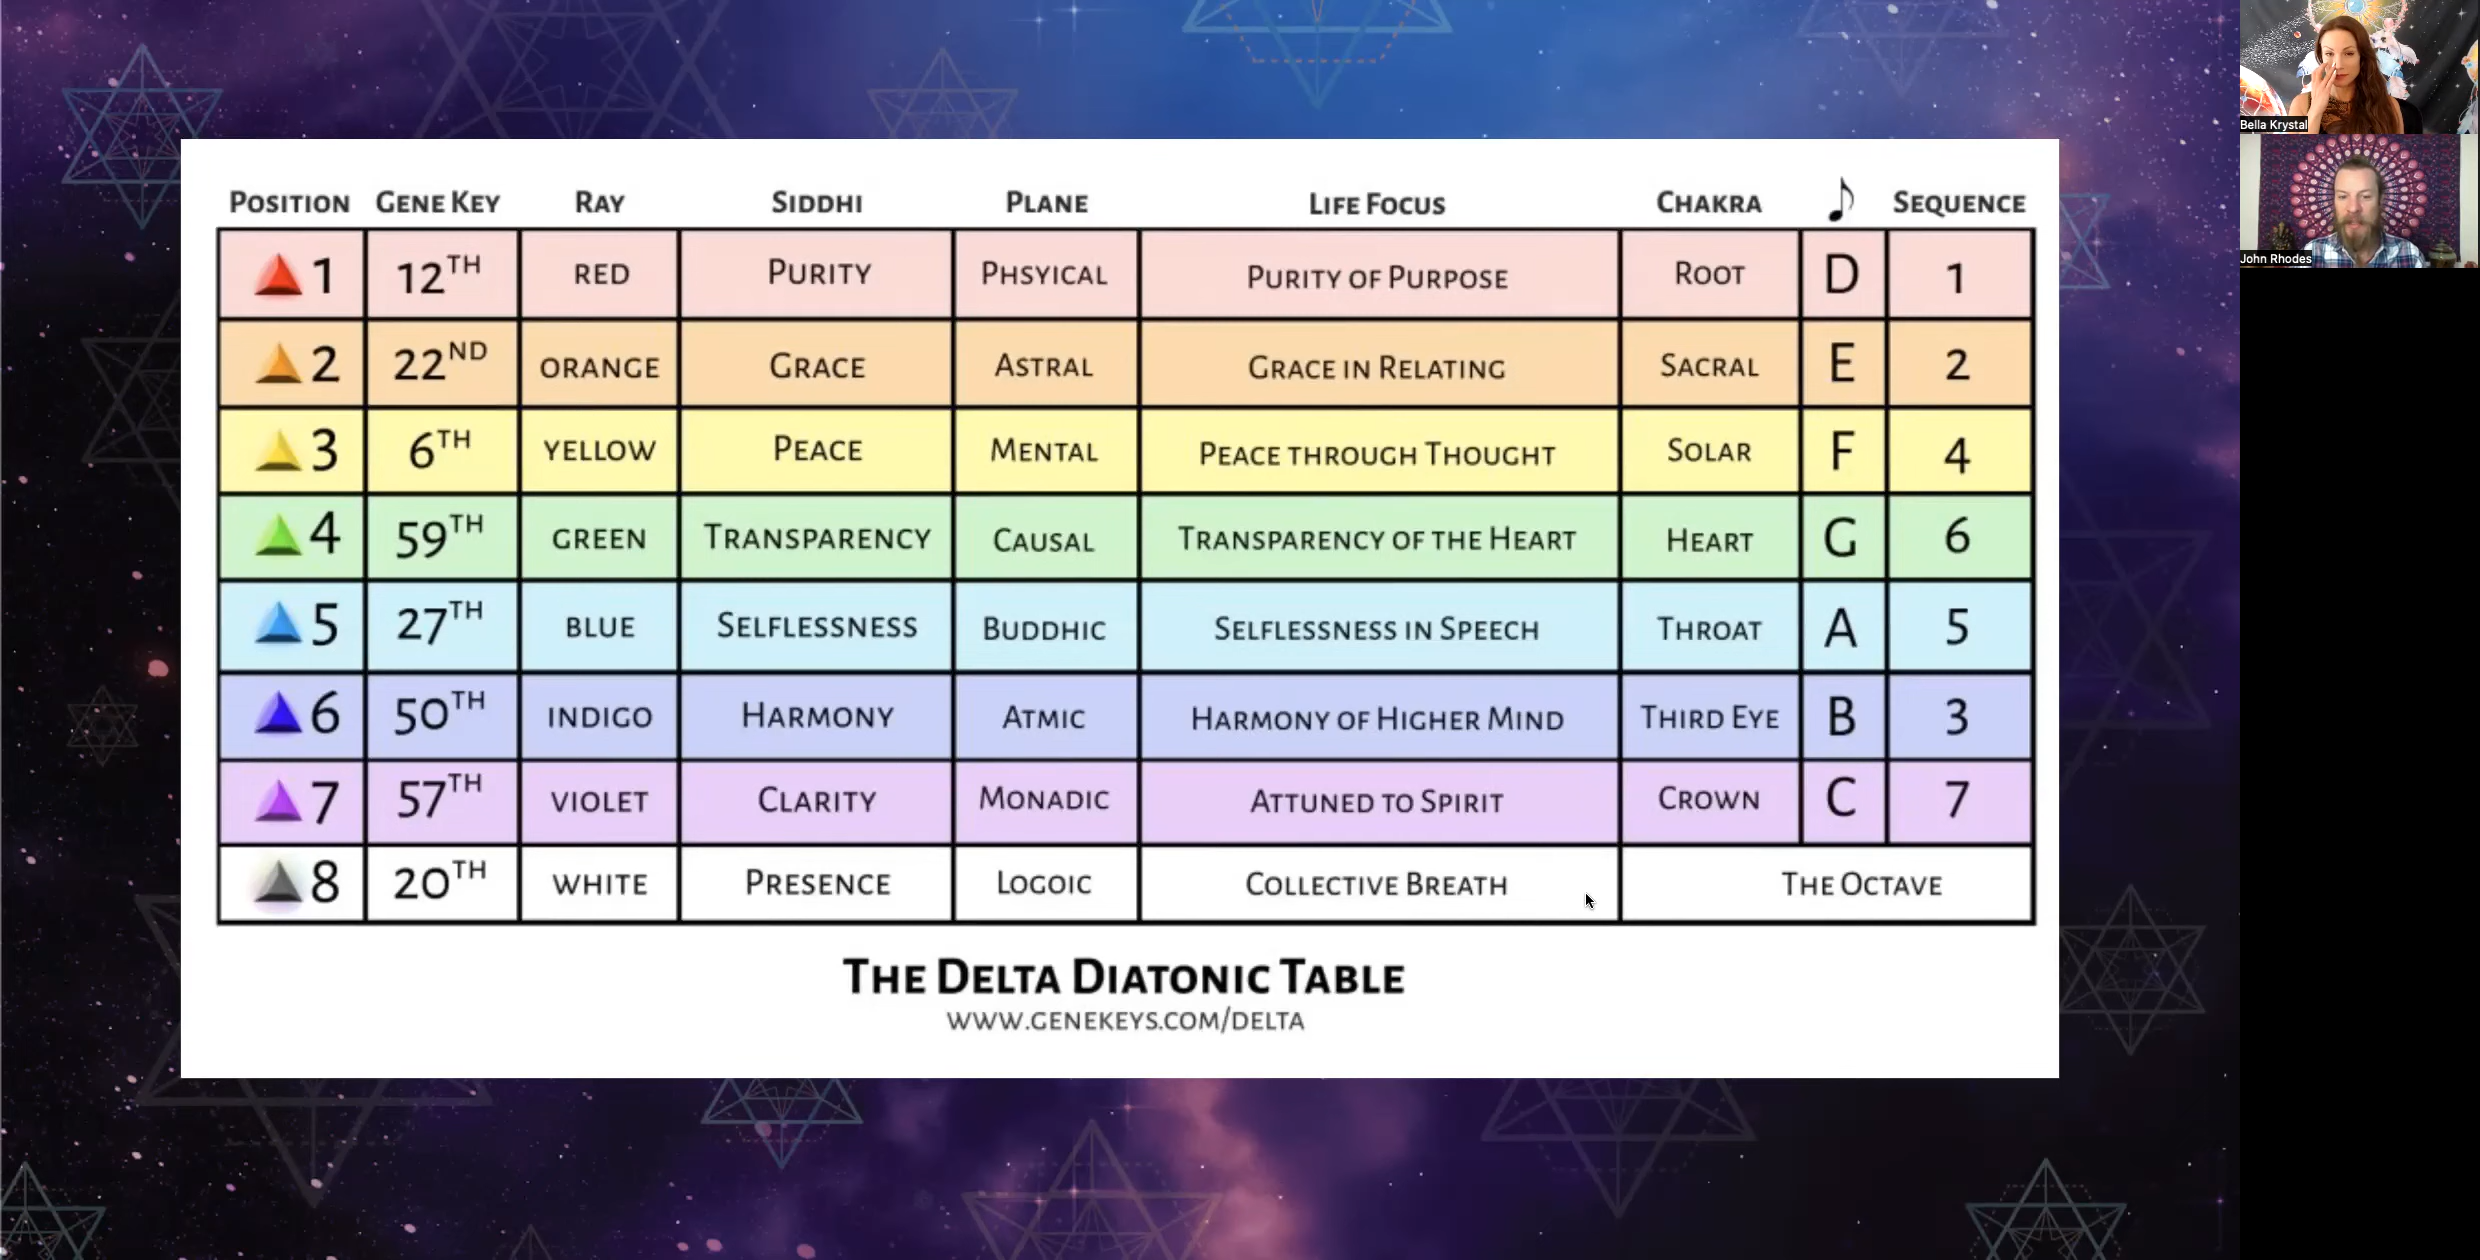 POSITION GENE KEY RAY SIDDHI PLANE LIFE FOCUS CHAKRA ♪ SEQUENCE
1 12TH RED PURITY PHSYICAL PURITY OF PURPOSE ROOT D 1
2 22ND ORANGE GRACE ASTRAL GRACE IN RELATING SACRAL E 2
3 6TH YELLOW PEACE MENTAL PEACE THROUGH THOUGHT SOLAR F 4
4 59TH GREEN TRANSPARENCY CAUSAL TRANSPARENCY OF THE HEART HEART G 6
5 27TH BLUE SELFLESSNESS BUDDHIC SELFLESSNESS IN SPEECH THROAT A 5
6 50TH INDIGO HARMONY ATMIC HARMONY OF HIGHER MIND THIRD EYE B 3
7 57TH VIOLET CLARITY MONADIC ATTUNED TO SPIRIT CROWN C 7
8 20TH WHITE PRESENCE LOGOIC COLLECTIVE BREATH THE OCTAVE
THE DELTA DIATONIC TABLE
WWW.GENEKEYS.COM/DELTA
Bella Krystal
John Rhodes